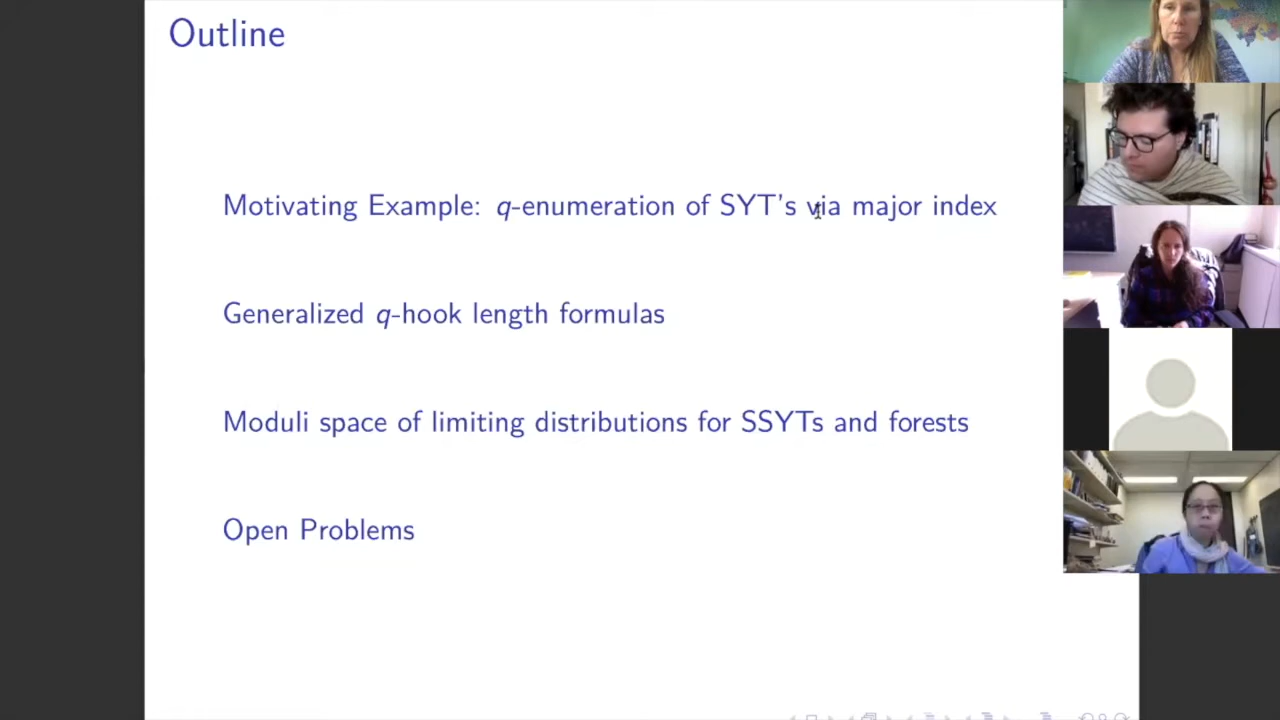 Outline
Motivating Example: q-enumeration of SYT's via major index
Generalized q-hook length formulas
Moduli space of limiting distributions for SSYTs and forests
Open Problems